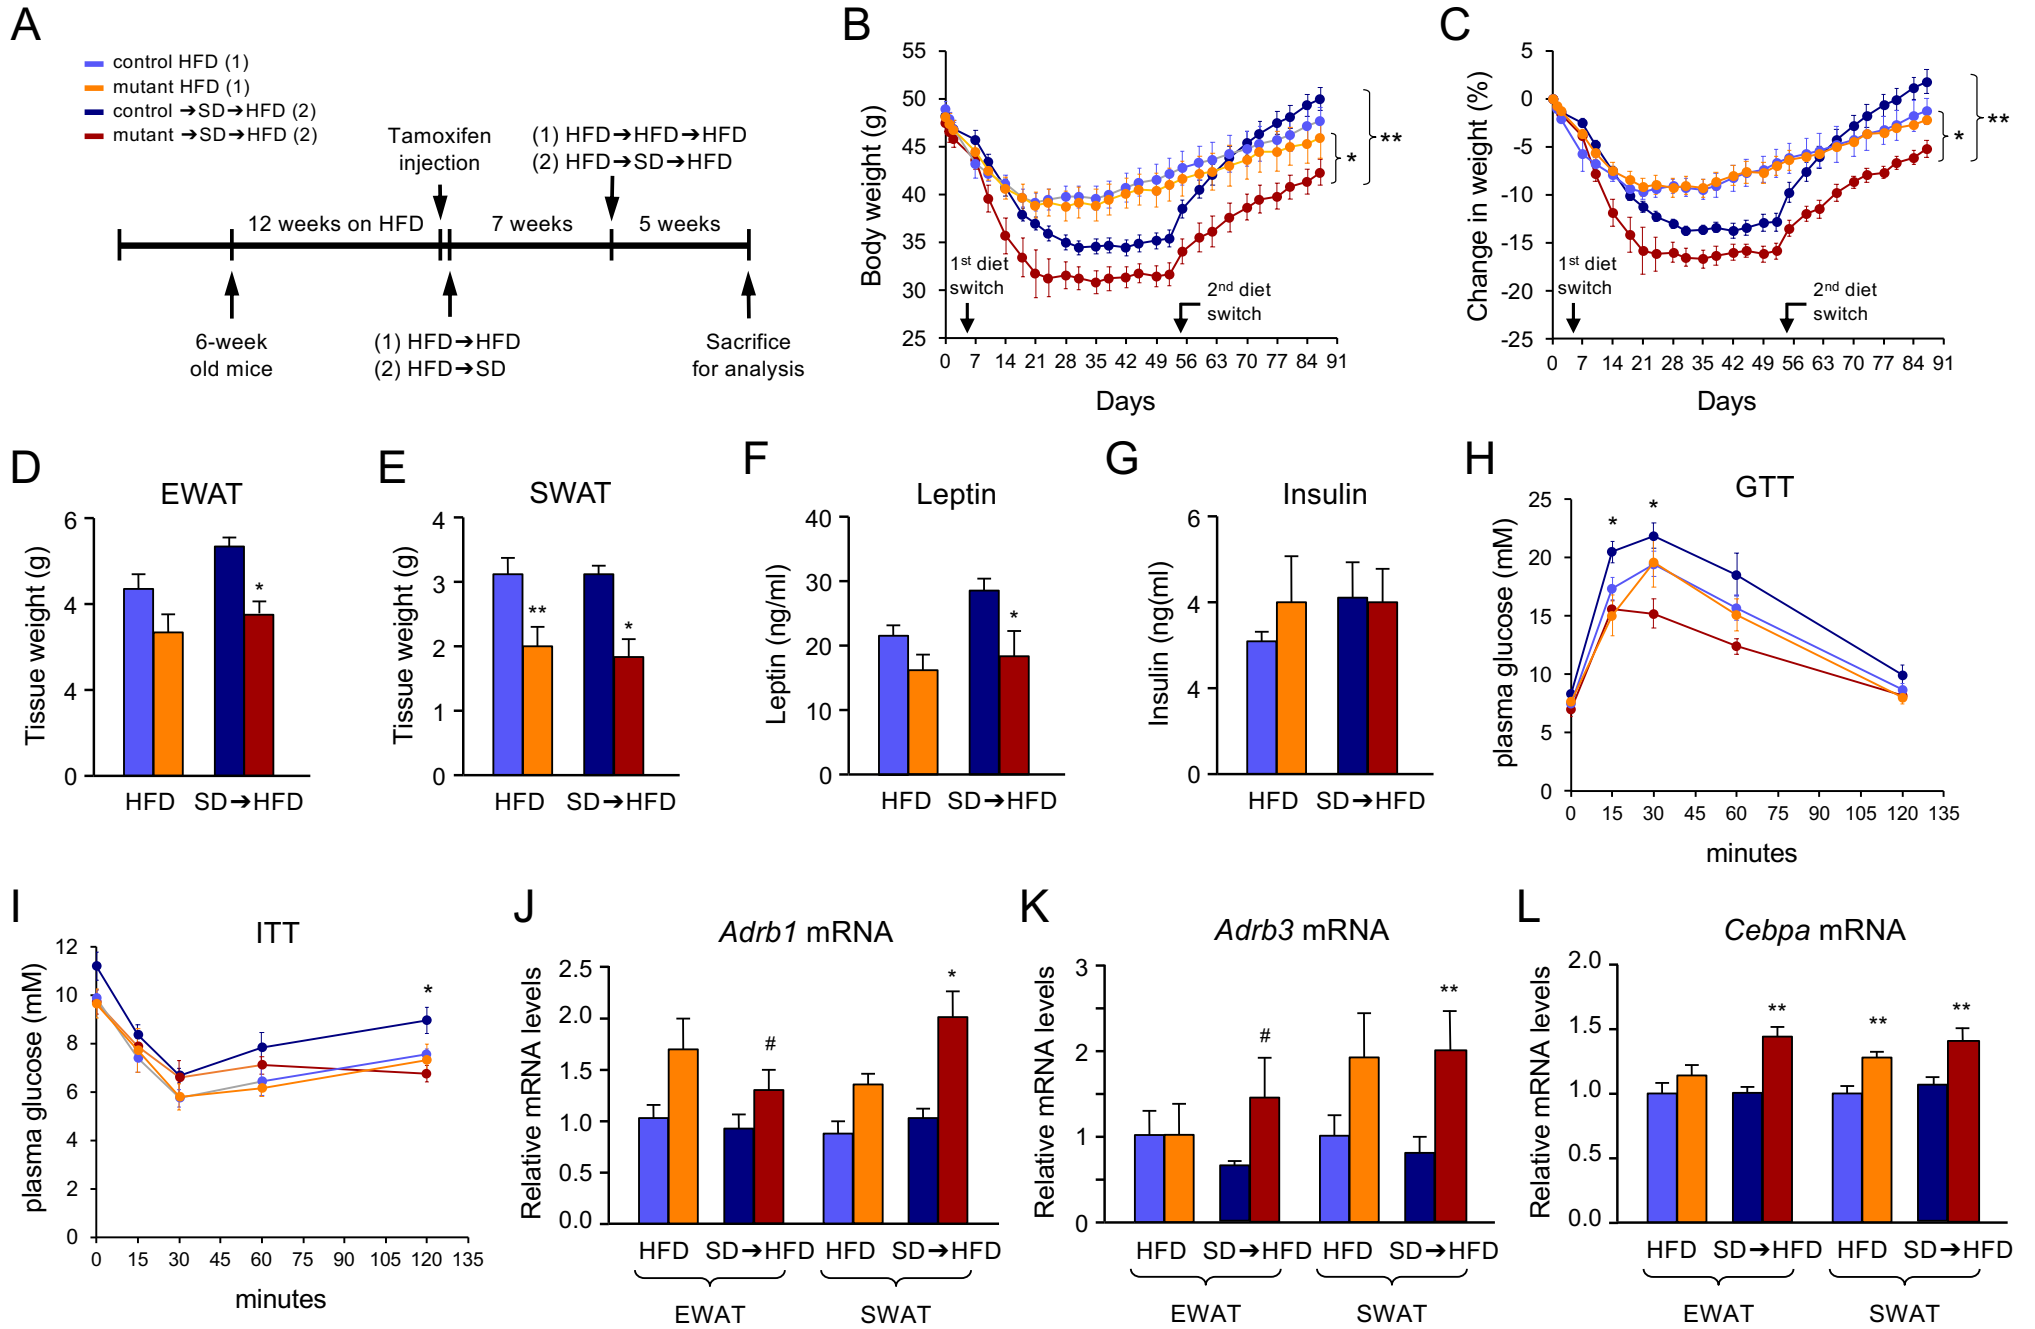 A
control HFD (1)
mutant HFD (1)
control ➔SD➔HFD (2)
mutant ➔SD➔HFD (2)
Tamoxifen
injection
(1) HFD➔HFD➔HFD
(2) HFD➔SD➔HFD
12 weeks on HFD
7 weeks
5 weeks
6-week
old mice
(1) HFD➔HFD
(2) HFD➔SD
Sacrifice
for analysis
B
Body weight (g)
55
50
45
40
35
30
25
1st diet
switch
2nd diet
switch
*
**
0 7 14 21 28 35 42 49 56 63 70 77 84 91
Days
C
Change in weight (%)
5
0
-5
-10
-15
-20
-25
1st diet
switch
2nd diet
switch
*
**
0 7 14 21 28 35 42 49 56 63 70 77 84 91
Days
D
EWAT
Tissue weight (g)
6
4
4
0
*
HFD SD➔HFD
E
SWAT
Tissue weight (g)
4
3
2
1
0
**
*
HFD SD➔HFD
F
Leptin
Leptin (ng/ml)
40
30
20
10
0
*
HFD SD➔HFD
G
Insulin
Insulin (ng(ml)
6
4
4
0
HFD SD➔HFD
H
GTT
plasma glucose (mM)
25
20
15
10
5
0
* *
0 15 30 45 60 75 90 105 120 135
minutes
I
ITT
plasma glucose (mM)
12
10
8
6
4
2
0
*
0 15 30 45 60 75 90 105 120 135
minutes
J
Adrb1 mRNA
Relative mRNA levels
2.5
2.0
1.5
1.0
0.5
0.0
#
*
HFD SD➔HFD HFD SD➔HFD
EWAT SWAT
K
Adrb3 mRNA
Relative mRNA levels
3
2
1
0
#
**
HFD SD➔HFD HFD SD➔HFD
EWAT SWAT
L
Cebpa mRNA
Relative mRNA levels
2.0
1.5
1.0
0.5
0.0
** ** **
HFD SD➔HFD HFD SD➔HFD
EWAT SWAT